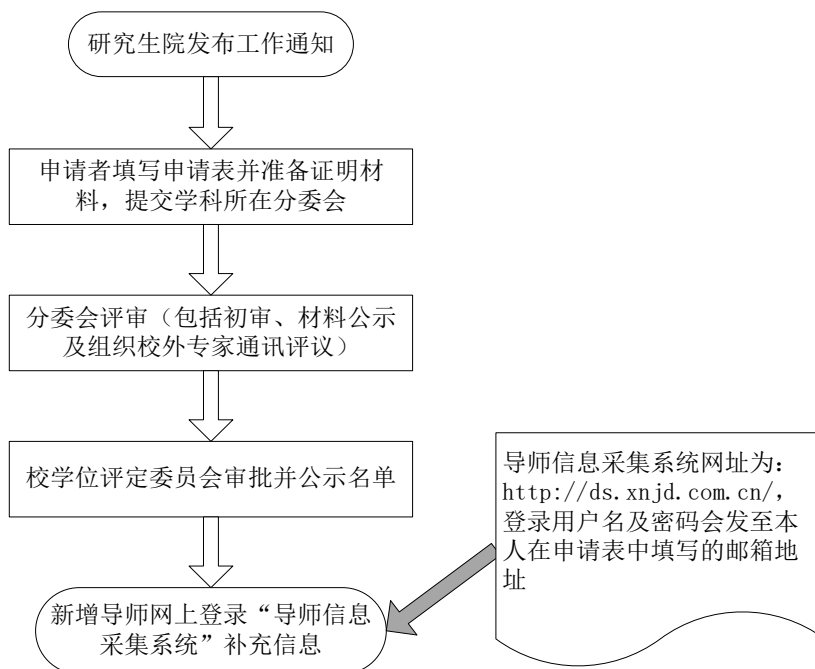 研究生院发布工作通知
申请者填写申请表并准备证明材
料，提交学科所在分委会
分委会评审（包括初审、材料公示
及组织校外专家通讯评议）
校学位评定委员会审批并公示名单
新增导师网上登录“导师信息
采集系统”补充信息
导师信息采集系统网址为：
http://ds.xnjd.com.cn/，
登录用户名及密码会发至本
人在申请表中填写的邮箱地
址